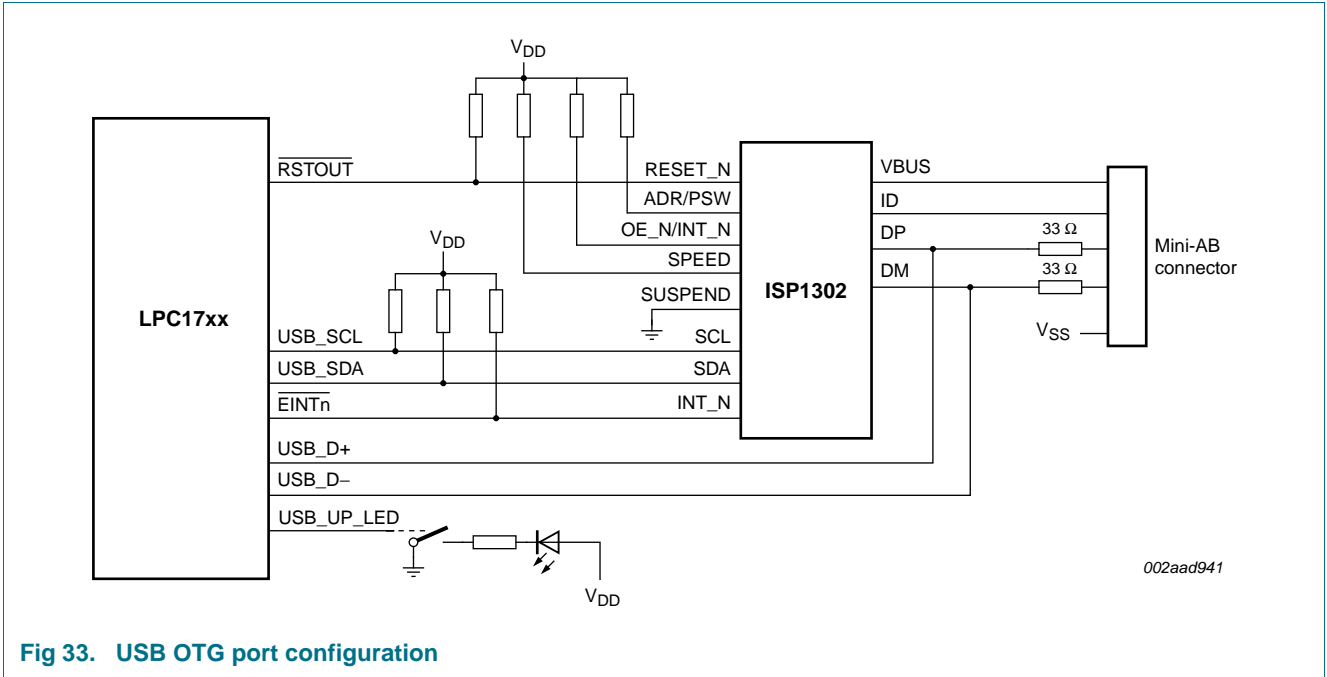 VDD
RSTOUT
RESET_N
VBUS
ADR/PSW
ID
OE_N/INT_N
DP
33 Ω
VDD
SPEED
DM
33 Ω
Mini-AB
connector
LPC17xx
SUSPEND
ISP1302
USB_SCL
SCL
VSS
USB_SDA
SDA
EINTn
INT_N
USB_D+
USB_D−
USB_UP_LED
VDD
002aad941
Fig 33. USB OTG port configuration